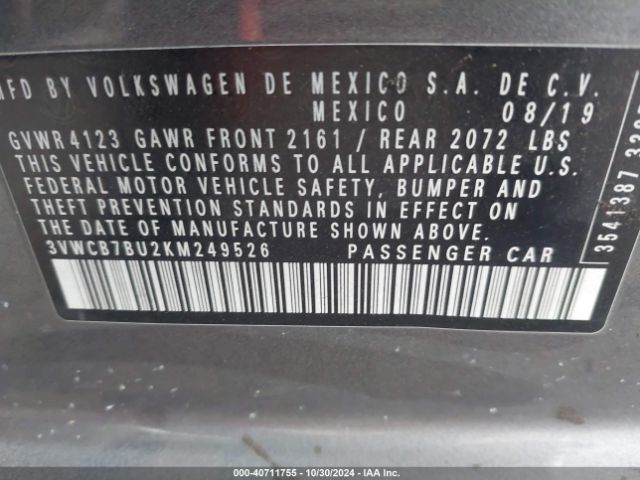 MFD BY VOLKSWAGEN DE MEXICO S.A. DE C.V.
MEXICO 08/19
GVWR 4123 GAWR FRONT 2161 / REAR 2072 LBS
THIS VEHICLE CONFORMS TO ALL APPLICABLE U.S.
FEDERAL MOTOR VEHICLE SAFETY, BUMPER AND
THEFT PREVENTION STANDARDS IN EFFECT ON
THE DATE OF MANUFACTURE SHOWN ABOVE.
3VWCB7BU2KM249526 PASSENGER CAR
3541387
000-40711755 - 10/30/2024 - IAA Inc.